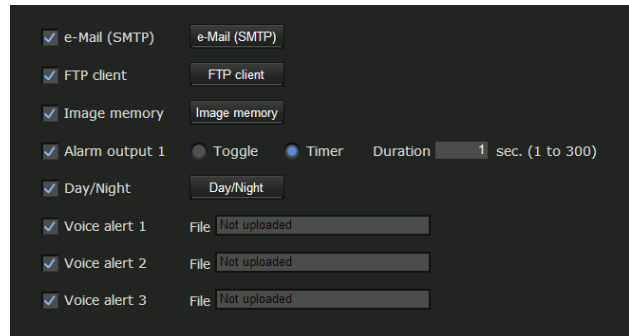 e-Mail (SMTP) e-Mail (SMTP)
FTP client FTP client
Image memory Image memory
Alarm output 1 Toggle Timer Duration 1 sec. (1 to 300)
Day/Night Day/Night
Voice alert 1 File Not uploaded
Voice alert 2 File Not uploaded
Voice alert 3 File Not uploaded